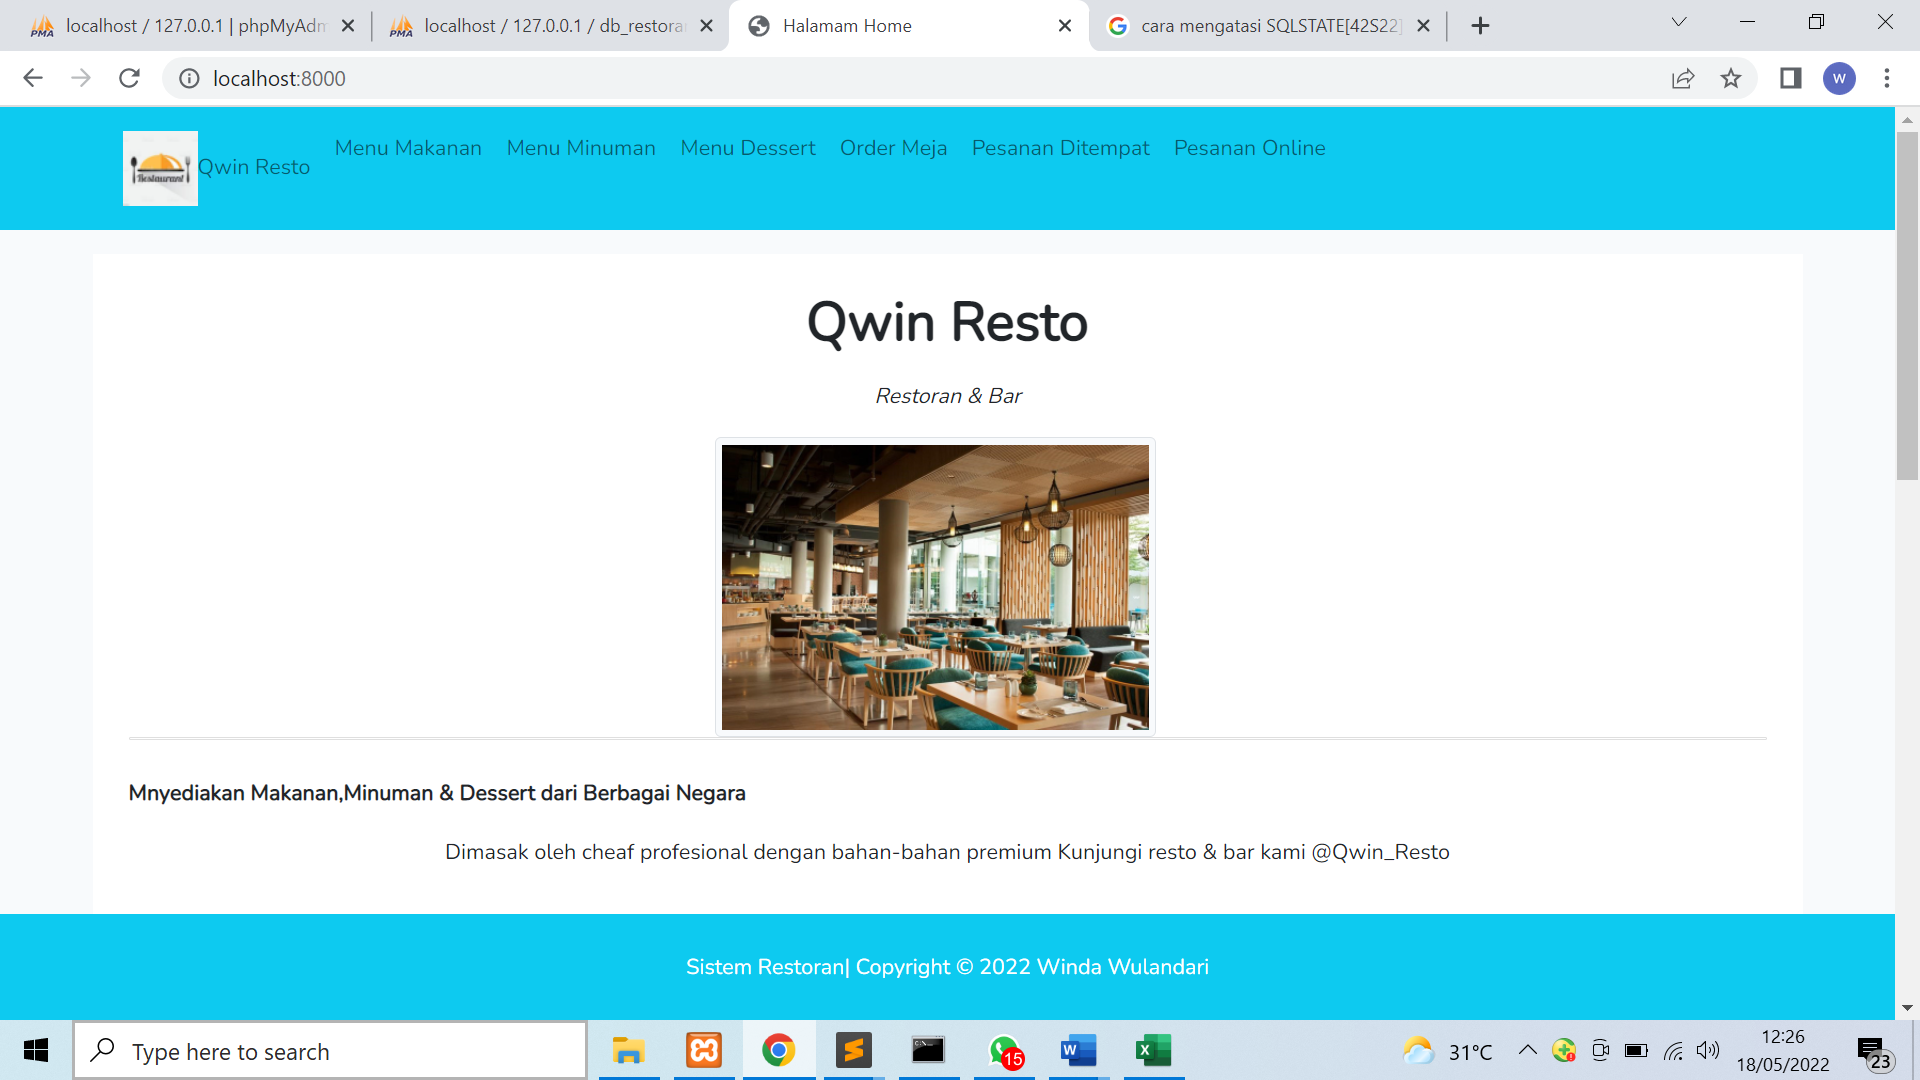 localhost / 127.0.0.1 | phpMyAdm
localhost / 127.0.0.1 / db_restora
Halamam Home
cara mengatasi SQLSTATE[42S22]
localhost:8000
W
Restaurant
Qwin Resto
Menu Makanan
Menu Minuman
Menu Dessert
Order Meja
Pesanan Ditempat
Pesanan Online
Qwin Resto
Restoran & Bar
Mnyediakan Makanan,Minuman & Dessert dari Berbagai Negara
Dimasak oleh cheaf profesional dengan bahan-bahan premium Kunjungi resto & bar kami @Qwin_Resto
Sistem Restoran| Copyright © 2022 Winda Wulandari
Type here to search
15
31°C
12:26
18/05/2022
23